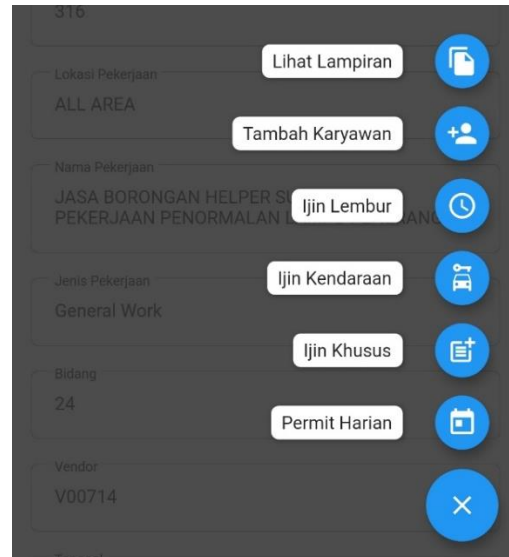 316
Lihat Lampiran
Lokasi Pekerjaan
ALL AREA
Tambah Karyawan
Nama Pekerjaan
JASA BORONGAN HELPER
Ijin Lembur
PEKERJAAN PENORMALAN
Ijin Kendaraan
Jenis Pekerjaan
General Work
Ijin Khusus
Bidang
24
Permit Harian
Vendor
V00714